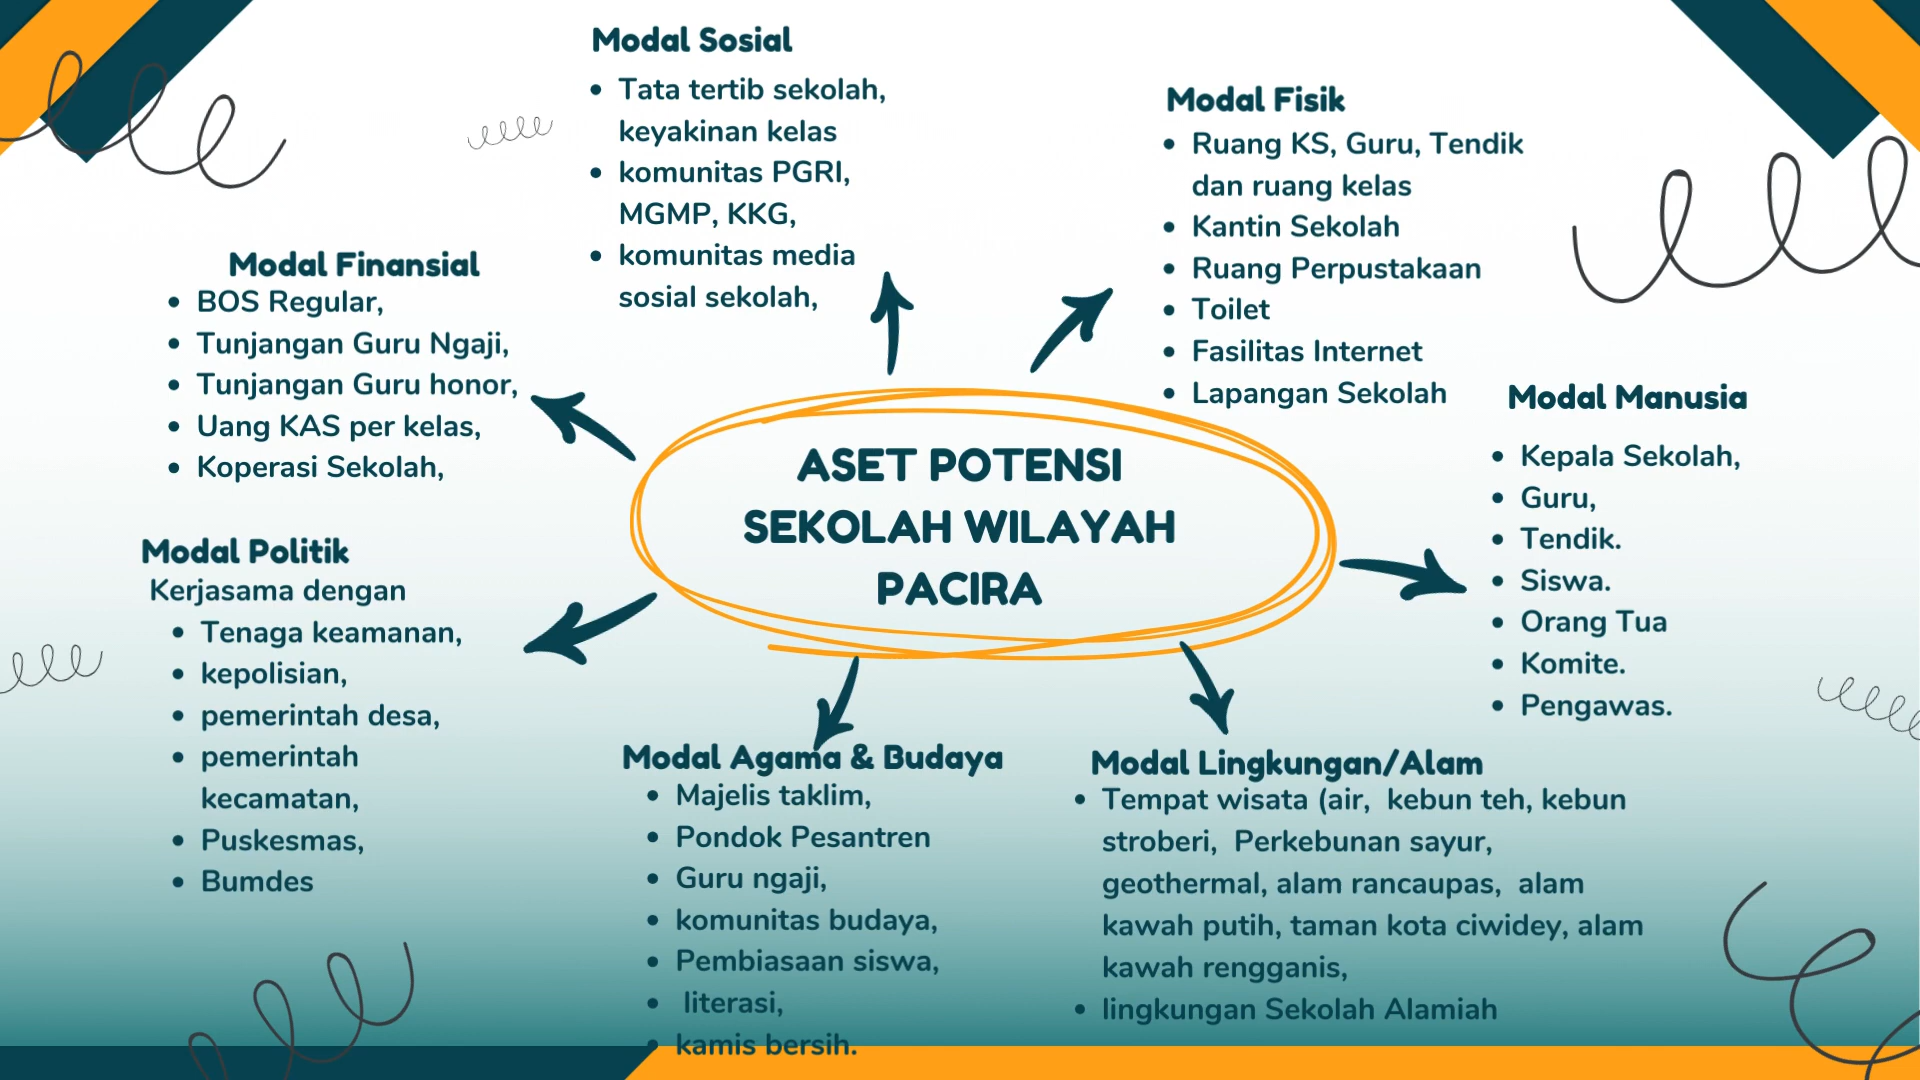 Modal Sosial
• Tata tertib sekolah,
keyakinan kelas
• komunitas PGRI,
MGMP, KKG,
• komunitas media
sosial sekolah,
Modal Fisik
• Ruang KS, Guru, Tendik
dan ruang kelas
• Kantin Sekolah
• Ruang Perpustakaan
• Toilet
• Fasilitas Internet
• Lapangan Sekolah
Modal Finansial
• BOS Regular,
• Tunjangan Guru Ngaji,
• Tunjangan Guru honor,
• Uang KAS per kelas,
• Koperasi Sekolah,
ASET POTENSI
SEKOLAH WILAYAH
PACIRA
Modal Manusia
• Kepala Sekolah,
• Guru,
• Tendik.
• Siswa.
• Orang Tua
• Komite.
• Pengawas.
Modal Politik
Kerjasama dengan
• Tenaga keamanan,
• kepolisian,
• pemerintah desa,
• pemerintah
kecamatan,
• Puskesmas,
• Bumdes
Modal Agama & Budaya
• Majelis taklim,
• Pondok Pesantren
• Guru ngaji,
• komunitas budaya,
• Pembiasaan siswa,
• literasi,
• kamis bersih.
Modal Lingkungan/Alam
• Tempat wisata (air, kebun teh, kebun
stroberi, Perkebunan sayur,
geothermal, alam rancaupas, alam
kawah putih, taman kota ciwidey, alam
kawah rengganis,
• lingkungan Sekolah Alamiah